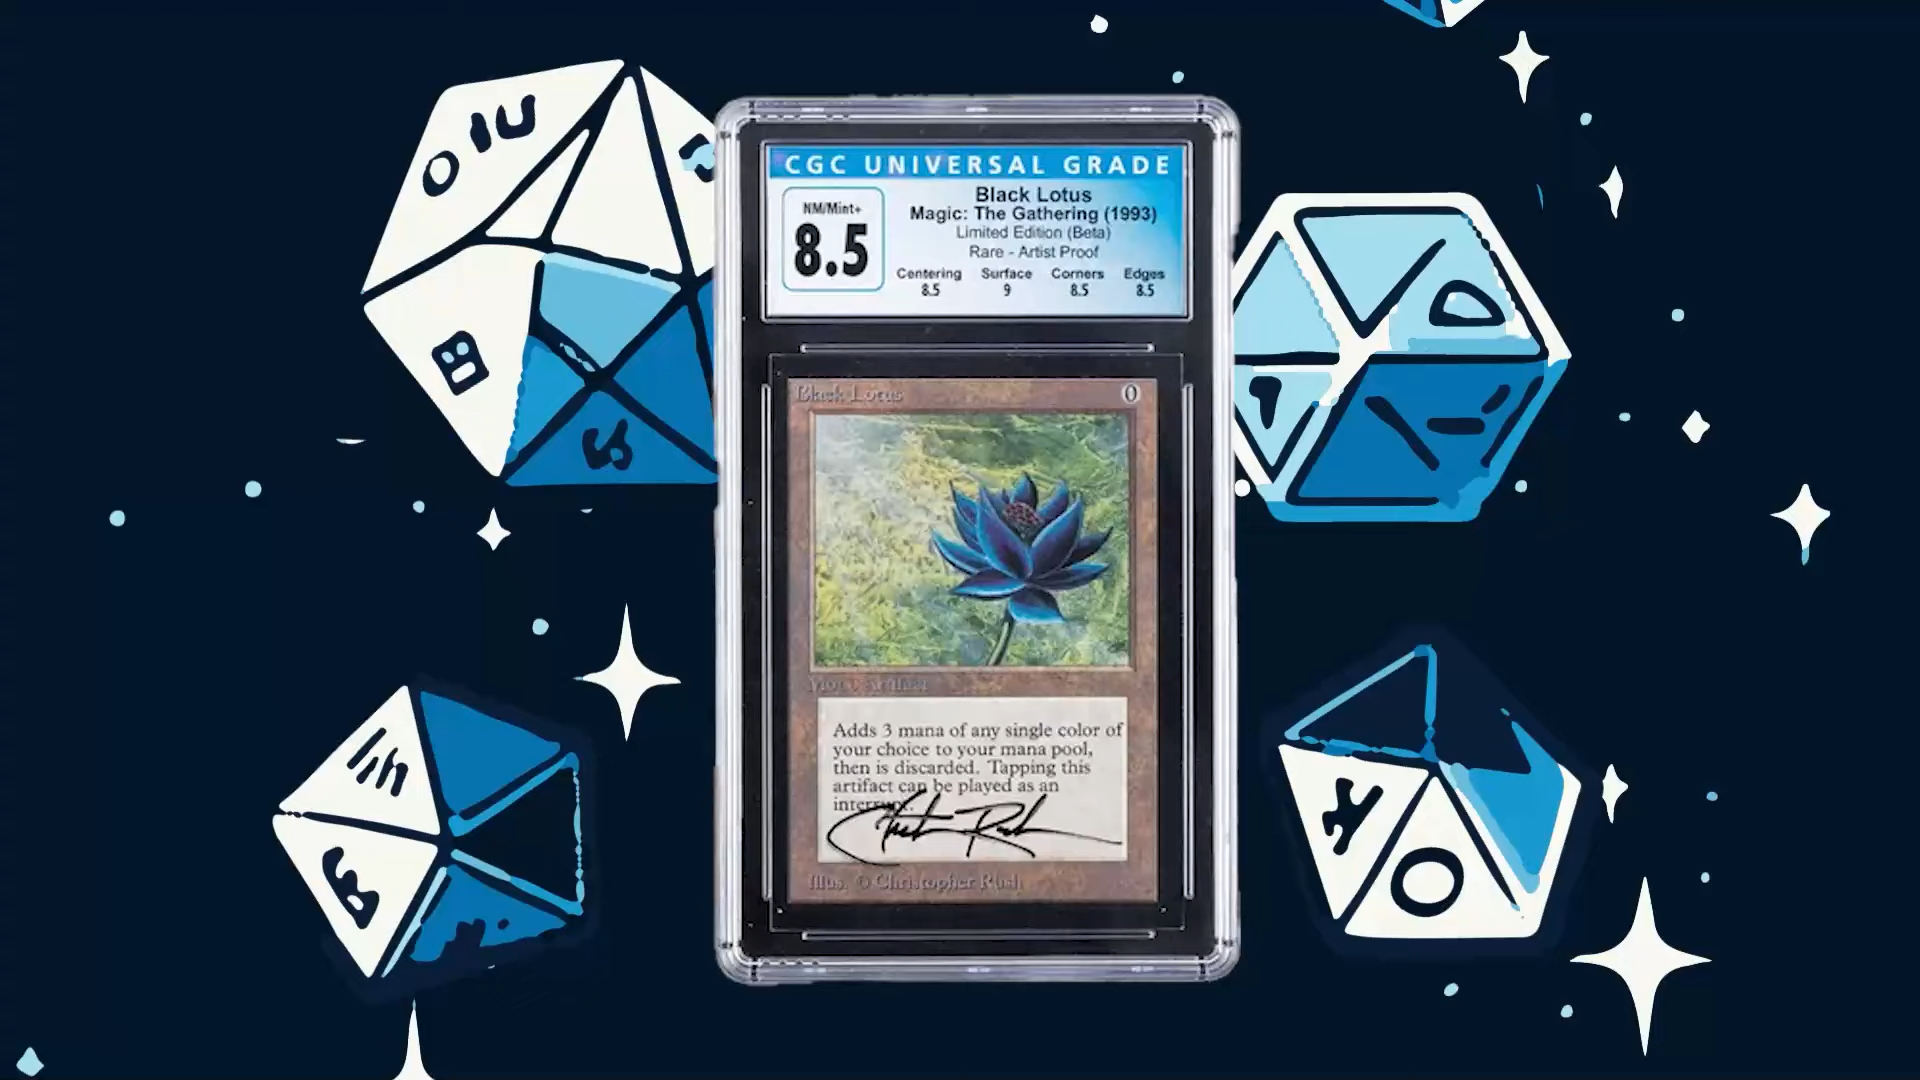 CGC UNIVERSAL GRADE
NM/Mint+
8.5
Black Lotus
Magic: The Gathering (1993)
Limited Edition (Beta)
Rare - Artist Proof
Centering Surface Corners Edges
8.5 9 8.5 8.5
Black Lotus 0
Mono Artifact
Adds 3 mana of any single color of
your choice to your mana pool,
then is discarded. Tapping this
artifact can be played as an
interrupt.
Illus. © Christopher Rush